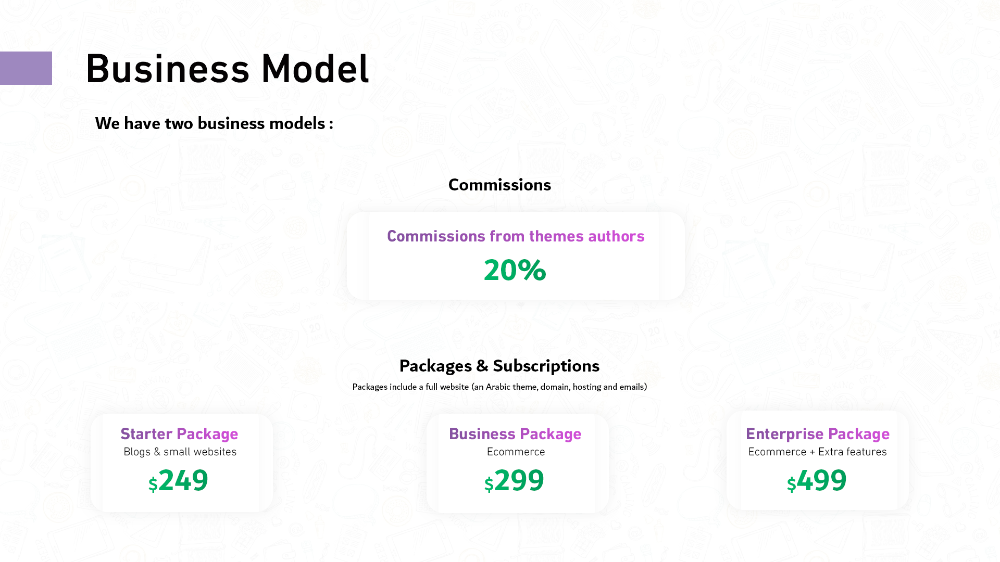 Business Model
We have two business models :
Commissions
Commissions from themes authors
20%
Packages & Subscriptions
Packages include a full website (an Arabic theme, domain, hosting and emails)
Starter Package
Blogs & small websites
$249
Business Package
Ecommerce
$299
Enterprise Package
Ecommerce + Extra features
$499